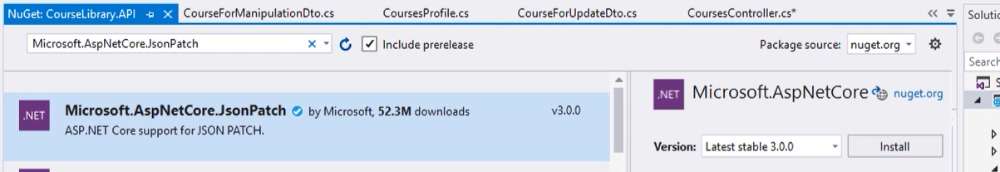 NuGet: CourseLibrary.API CourseForManipulationDto.cs CoursesProfile.cs CourseForUpdateDto.cs CoursesController.cs*
Microsoft.AspNetCore.JsonPatch Include prerelease Package source: nuget.org
.NET Microsoft.AspNetCore.JsonPatch by Microsoft, 52.3M downloads v3.0.0
ASP.NET Core support for JSON PATCH.
.NET Microsoft.AspNetCore nuget.org
Version: Latest stable 3.0.0 Install
Search